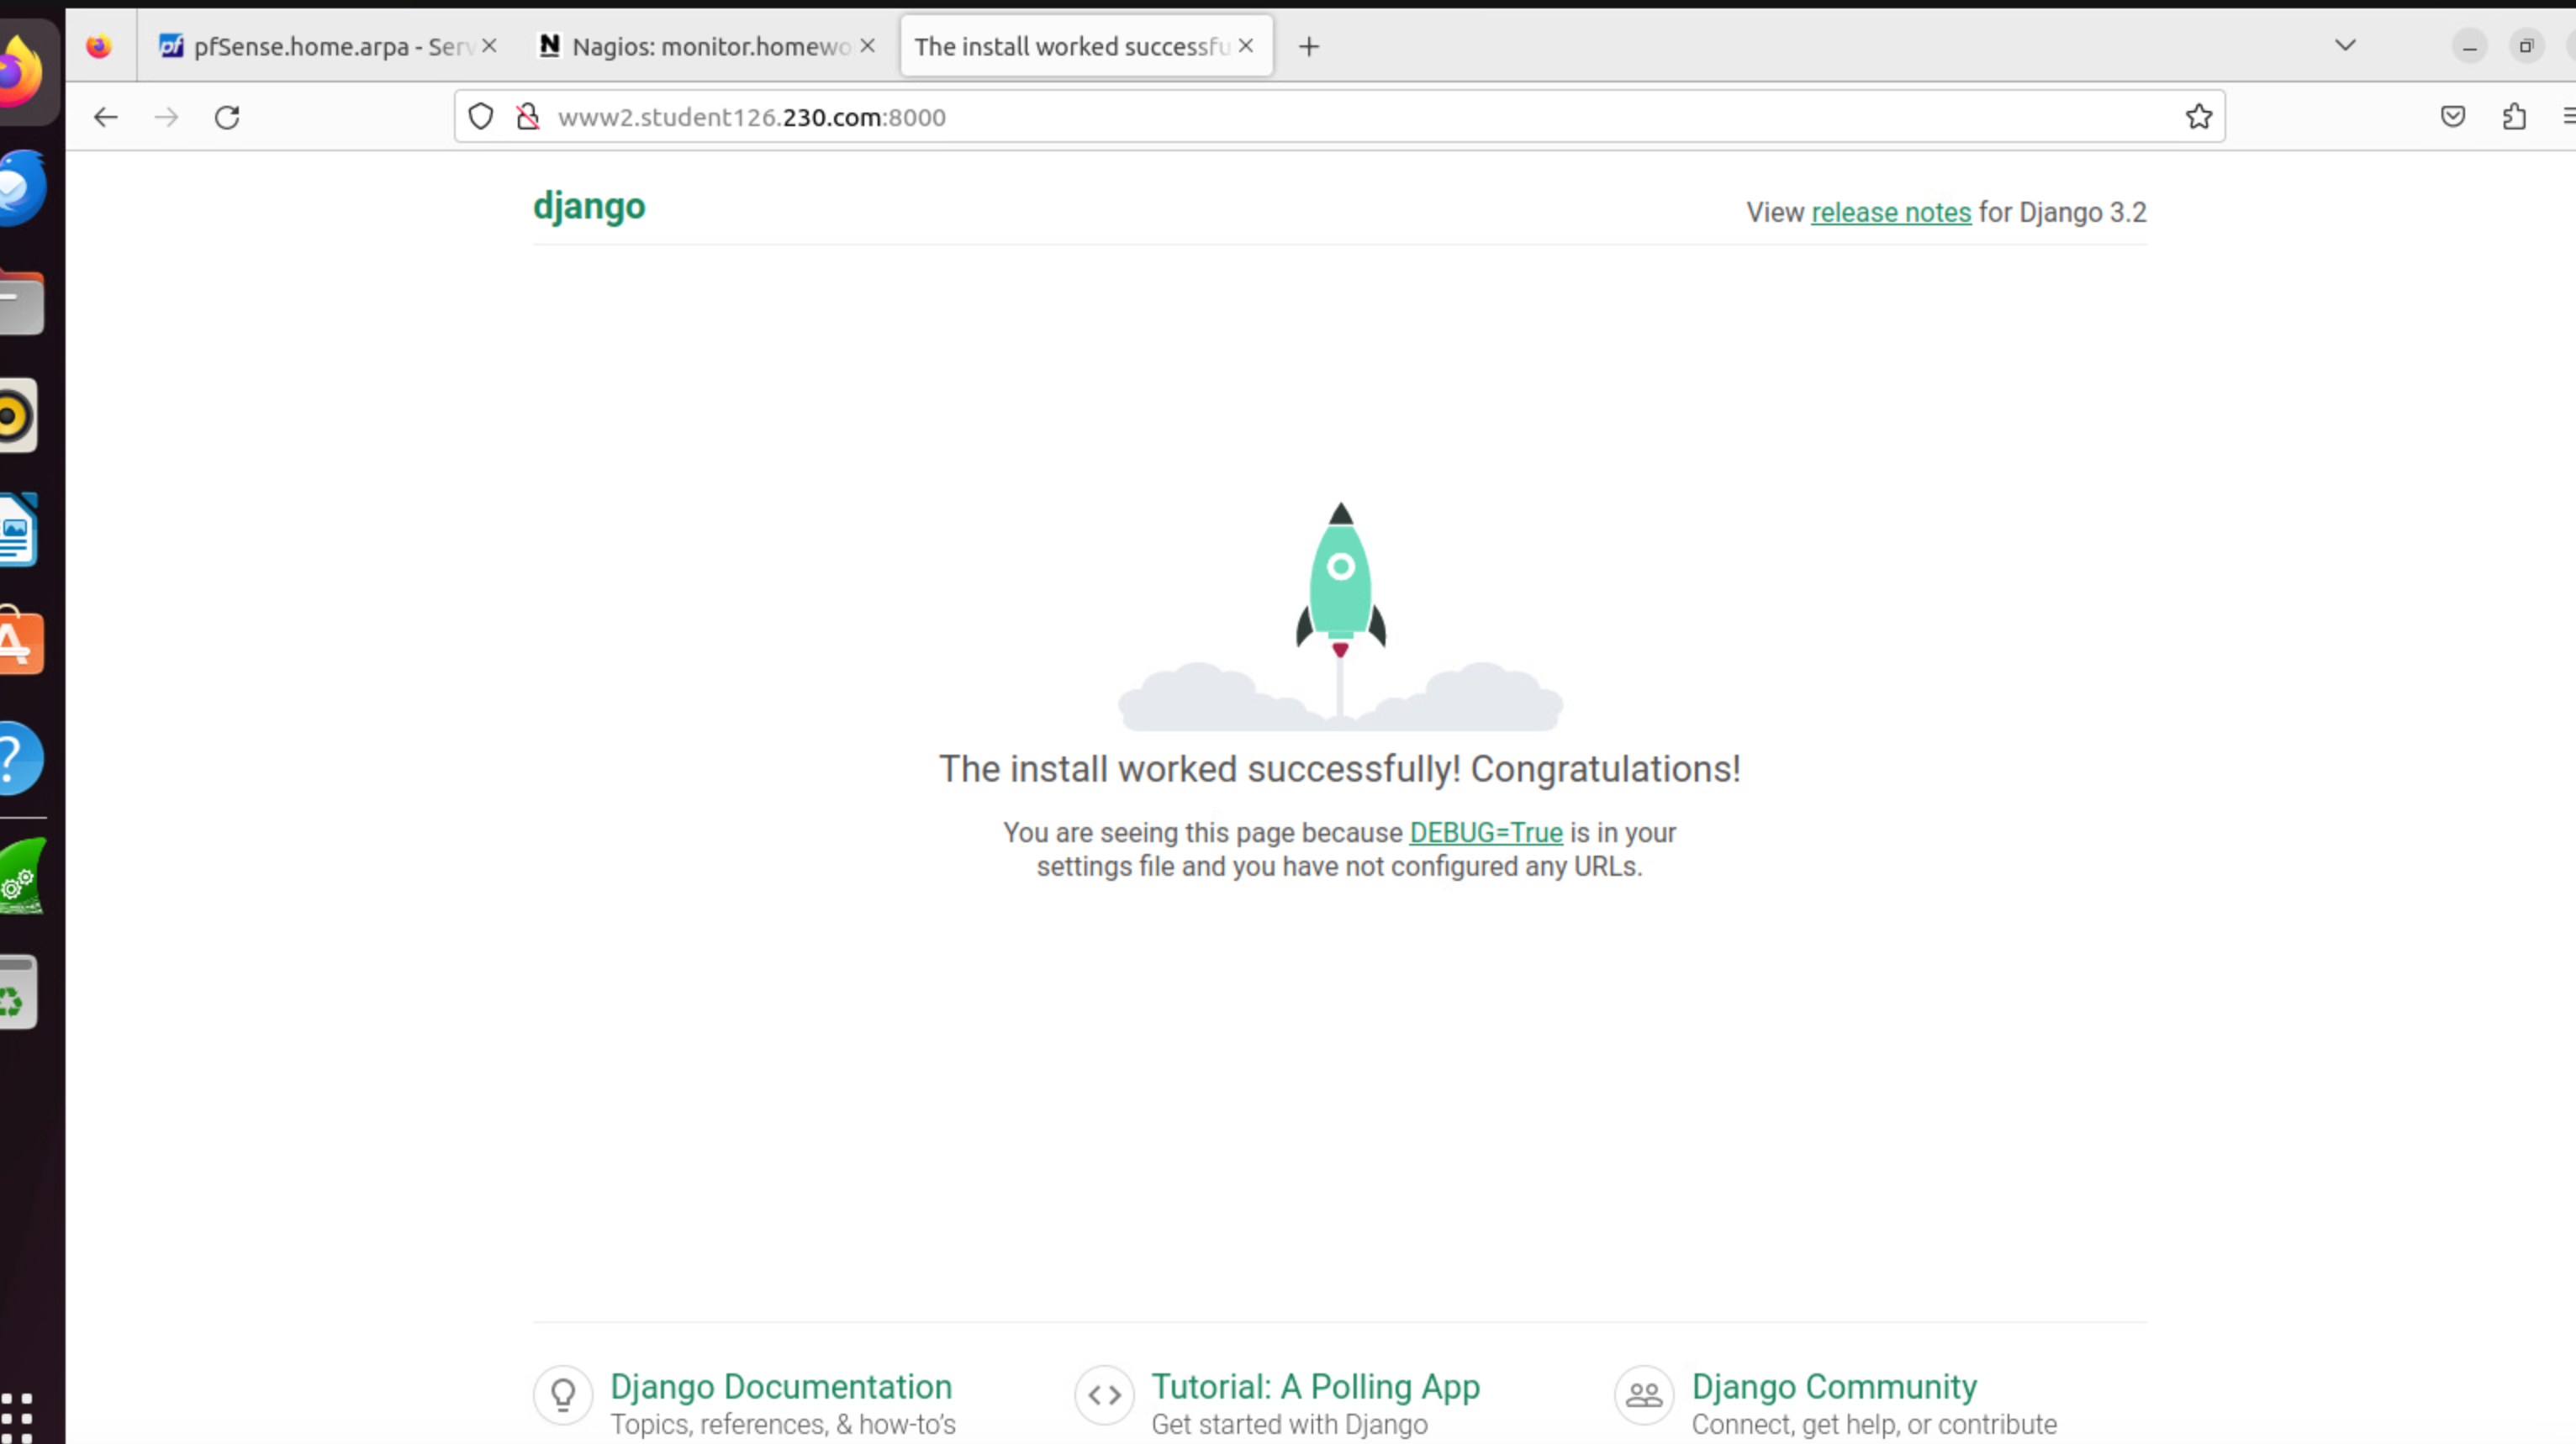 pfSense.home.arpa - Serv
Nagios: monitor.homewo
The install worked successfu
www2.student126.230.com:8000
django
View release notes for Django 3.2
The install worked successfully! Congratulations!
You are seeing this page because DEBUG=True is in your
settings file and you have not configured any URLs.
Django Documentation
Topics, references, & how-to's
Tutorial: A Polling App
Get started with Django
Django Community
Connect, get help, or contribute